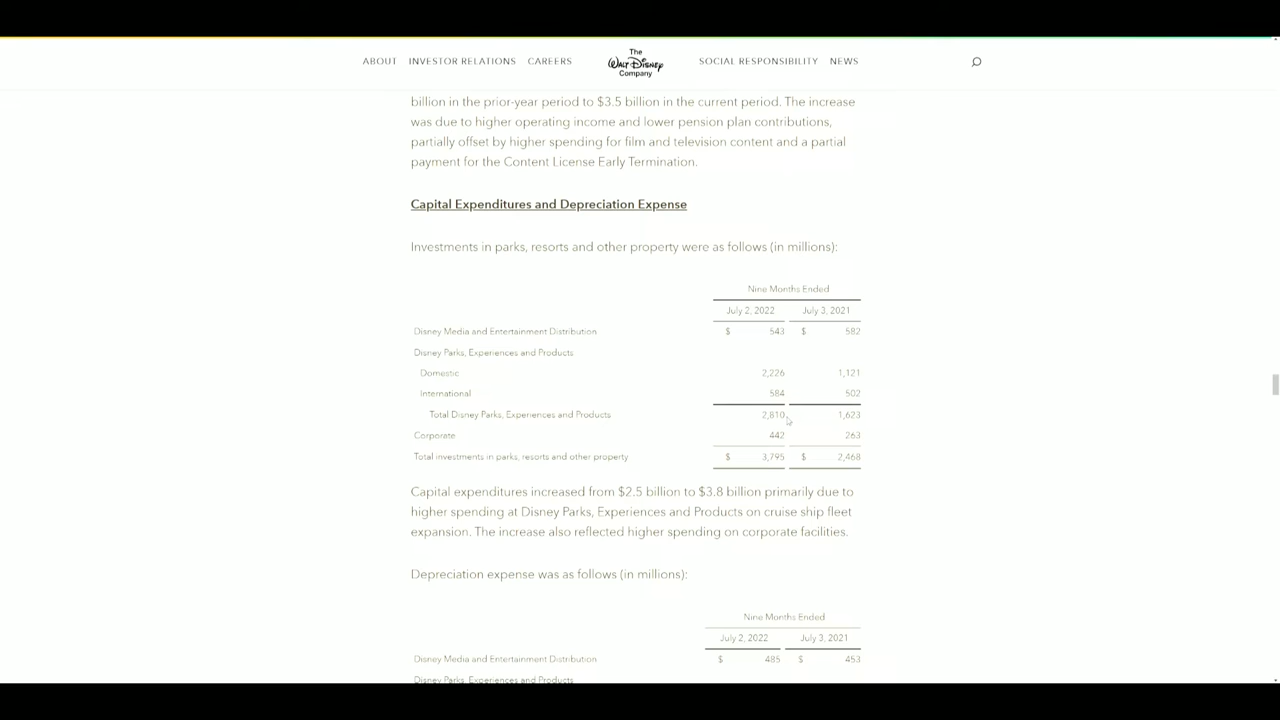 ABOUT INVESTOR RELATIONS CAREERS The Walt Disney Company SOCIAL RESPONSIBILITY NEWS
billion in the prior-year period to $3.5 billion in the current period. The increase
was due to higher operating income and lower pension plan contributions,
partially offset by higher spending for film and television content and a partial
payment for the Content License Early Termination.
Capital Expenditures and Depreciation Expense
Investments in parks, resorts and other property were as follows (in millions):
Nine Months Ended
July 2, 2022 July 3, 2021
Disney Media and Entertainment Distribution $ 543 $ 582
Disney Parks, Experiences and Products
Domestic 2,226 1,121
International 584 502
Total Disney Parks, Experiences and Products 2,810 1,623
Corporate 442 263
Total investments in parks, resorts and other property $ 3,795 $ 2,468
Capital expenditures increased from $2.5 billion to $3.8 billion primarily due to
higher spending at Disney Parks, Experiences and Products on cruise ship fleet
expansion. The increase also reflected higher spending on corporate facilities.
Depreciation expense was as follows (in millions):
Nine Months Ended
July 2, 2022 July 3, 2021
Disney Media and Entertainment Distribution $ 485 $ 453
Disney Parks, Experiences and Products